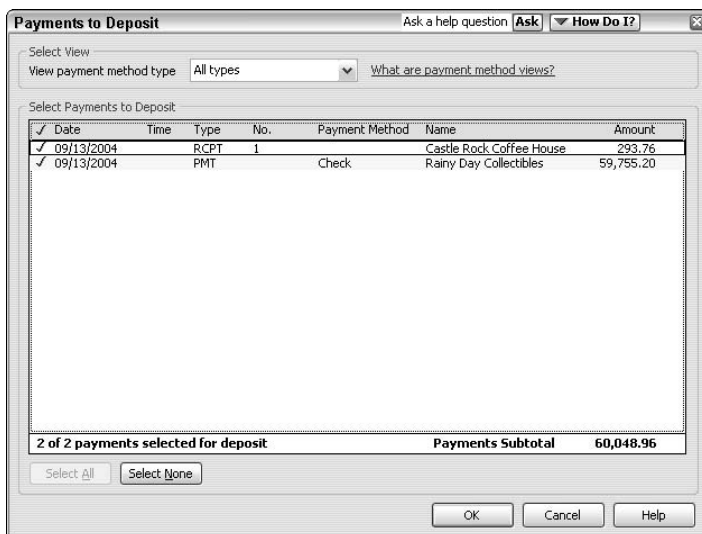 Payments to Deposit Ask a help question Ask How Do I?
Select View
View payment method type All types What are payment method views?
Select Payments to Deposit
✓ Date Time Type No. Payment Method Name Amount
✓ 09/13/2004 RCPT 1 Castle Rock Coffee House 293.76
✓ 09/13/2004 PMT Check Rainy Day Collectibles 59,755.20
2 of 2 payments selected for deposit Payments Subtotal 60,048.96
Select All Select None
OK Cancel Help